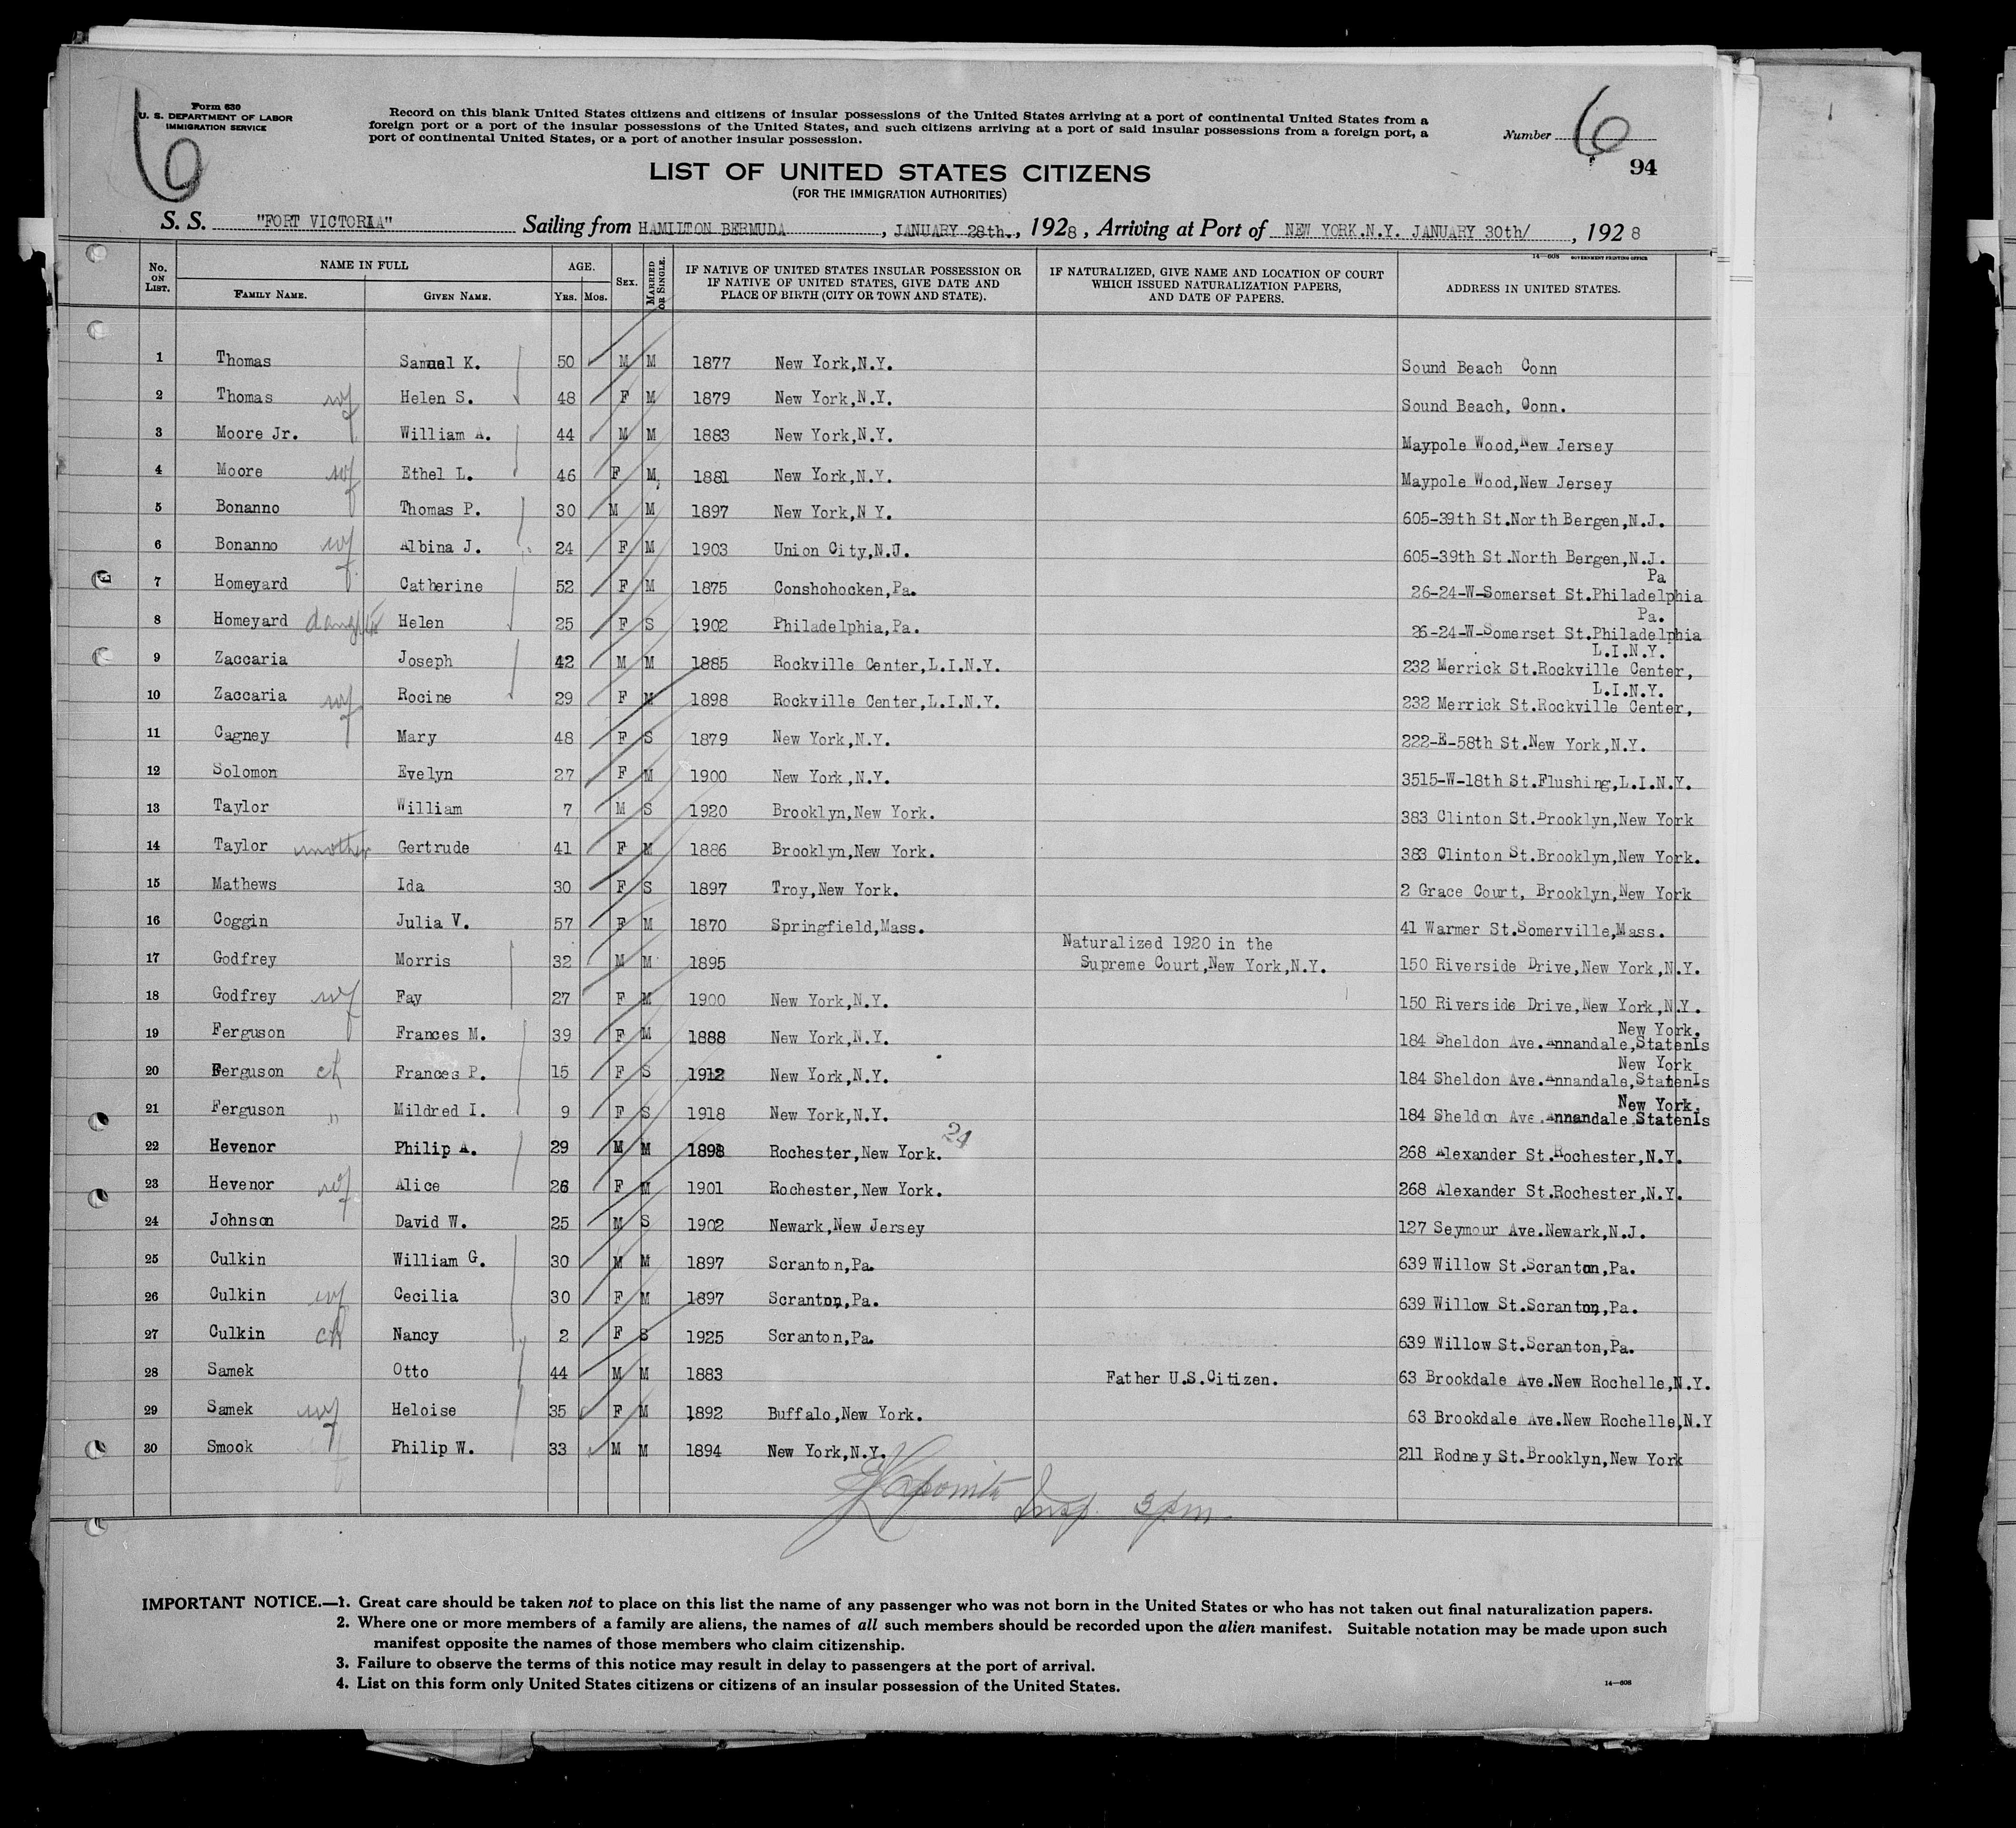 6
Form 630
U. S. DEPARTMENT OF LABOR
IMMIGRATION SERVICE
Record on this blank United States citizens and citizens of insular possessions of the United States arriving at a port of continental United States from a
foreign port or a port of the insular possessions of the United States, and such citizens arriving at a port of said insular possessions from a foreign port, a
port of continental United States, or a port of another insular possession.
Number 6
94
LIST OF UNITED STATES CITIZENS
(FOR THE IMMIGRATION AUTHORITIES)
S. S. "FORT VICTORIA" Sailing from HAMILTON BERMUDA, JANUARY 28th., 1928, Arriving at Port of NEW YORK.N.Y. JANUARY 30th/, 1928
14—608 GOVERNMENT PRINTING OFFICE
No. ON LIST. NAME IN FULL FAMILY NAME. GIVEN NAME. AGE. YRS. MOS. SEX. MARRIED OR SINGLE. IF NATIVE OF UNITED STATES INSULAR POSSESSION OR IF NATIVE OF UNITED STATES, GIVE DATE AND PLACE OF BIRTH (CITY OR TOWN AND STATE). IF NATURALIZED, GIVE NAME AND LOCATION OF COURT WHICH ISSUED NATURALIZATION PAPERS, AND DATE OF PAPERS. ADDRESS IN UNITED STATES.
1 Thomas Samuel K. 50 M M 1877 New York,N.Y. Sound Beach Conn
2 Thomas wf Helen S. 48 F M 1879 New York,N.Y. Sound Beach, Conn.
3 Moore Jr. William A. 44 M M 1883 New York,N.Y. Maypole Wood,New Jersey
4 Moore wf Ethel L. 46 F M, 1881 New York,N.Y. Maypole Wood,New Jersey
5 Bonanno Thomas P. 30 M M 1897 New York,N Y. 605-39th St.North Bergen,N.J.
6 Bonanno wf Albina J. 24 F M 1903 Union City,N.J. 605-39th St.North Bergen,N.J.
7 Homeyard Catherine 52 F M 1875 Conshohocken,Pa. 26-24-W-Somerset St.Philadelphia Pa
8 Homeyard daughter Helen 25 F S 1902 Philadelphia,Pa. 26-24-W-Somerset St.Philadelphia Pa.
9 Zaccaria Joseph 42 M M 1885 Rockville Center,L.I.N.Y. 232 Merrick St.Rockville Center, L.I.N.Y.
10 Zaccaria wf Rocine 29 F M 1898 Rockville Center,L.I.N.Y. 232 Merrick St.Rockville Center, L.I.N.Y.
11 Cagney Mary 48 F S 1879 New York,N.Y. 222-E-58th St.New York,N.Y.
12 Solomon Evelyn 27 F M 1900 New York,N.Y. 3515-W-18th St.Flushing,L.I.N.Y.
13 Taylor William 7 M S 1920 Brooklyn,New York. 383 Clinton St.Brooklyn,New York
14 Taylor mother Gertrude 41 F M 1886 Brooklyn,New York. 383 Clinton St.Brooklyn,New York.
15 Mathews Ida 30 F S 1897 Troy,New York. 2 Grace Court, Brooklyn,New York
16 Coggin Julia V. 57 F M 1870 Springfield,Mass. 41 Warmer St.Somerville,Mass.
17 Godfrey Morris 32 M M 1895 Naturalized 1920 in the Supreme Court,New York,N.Y. 150 Riverside Drive,New York,N.Y.
18 Godfrey wf Fay 27 F M 1900 New York,N.Y. 150 Riverside Drive,New York,N.Y.
19 Ferguson Frances M. 39 F M 1888 New York,N.Y. 184 Sheldon Ave.Annandale,StatenIs New York.
20 Ferguson ch Frances P. 15 F S 1912 New York,N.Y. 184 Sheldon Ave.Annandale,StatenIs New York
21 Ferguson " Mildred I. 9 F S 1918 New York,N.Y. 184 Sheldon Ave.Annandale,StatenIs New York.
22 Hevenor Philip A. 29 M M 1898 Rochester,New York. 24 268 Alexander St.Rochester,N.Y.
23 Hevenor wf Alice 26 F M 1901 Rochester,New York. 268 Alexander St.Rochester,N.Y.
24 Johnson David W. 25 M S 1902 Newark,New Jersey 127 Seymour Ave.Newark,N.J.
25 Culkin William G. 30 M M 1897 Scranton,Pa. 639 Willow St.Scranton,Pa.
26 Culkin wf Cecilia 30 F M 1897 Scranton,Pa. 639 Willow St.Scranton,Pa.
27 Culkin ch Nancy 2 F S 1925 Scranton,Pa. 639 Willow St.Scranton,Pa.
28 Samek Otto 44 M M 1883 Father U.S.Citizen. 63 Brookdale Ave.New Rochelle,N.Y.
29 Samek wf Heloise 35 F M 1892 Buffalo,New York. 63 Brookdale Ave.New Rochelle,N.Y
30 Smook Philip W. 33 M M 1894 New York,N.Y. 211 Rodney St.Brooklyn,New York
Insp. 3 pm.
IMPORTANT NOTICE.—1. Great care should be taken not to place on this list the name of any passenger who was not born in the United States or who has not taken out final naturalization papers.
2. Where one or more members of a family are aliens, the names of all such members should be recorded upon the alien manifest. Suitable notation may be made upon such
manifest opposite the names of those members who claim citizenship.
3. Failure to observe the terms of this notice may result in delay to passengers at the port of arrival.
4. List on this form only United States citizens or citizens of an insular possession of the United States.
14—608